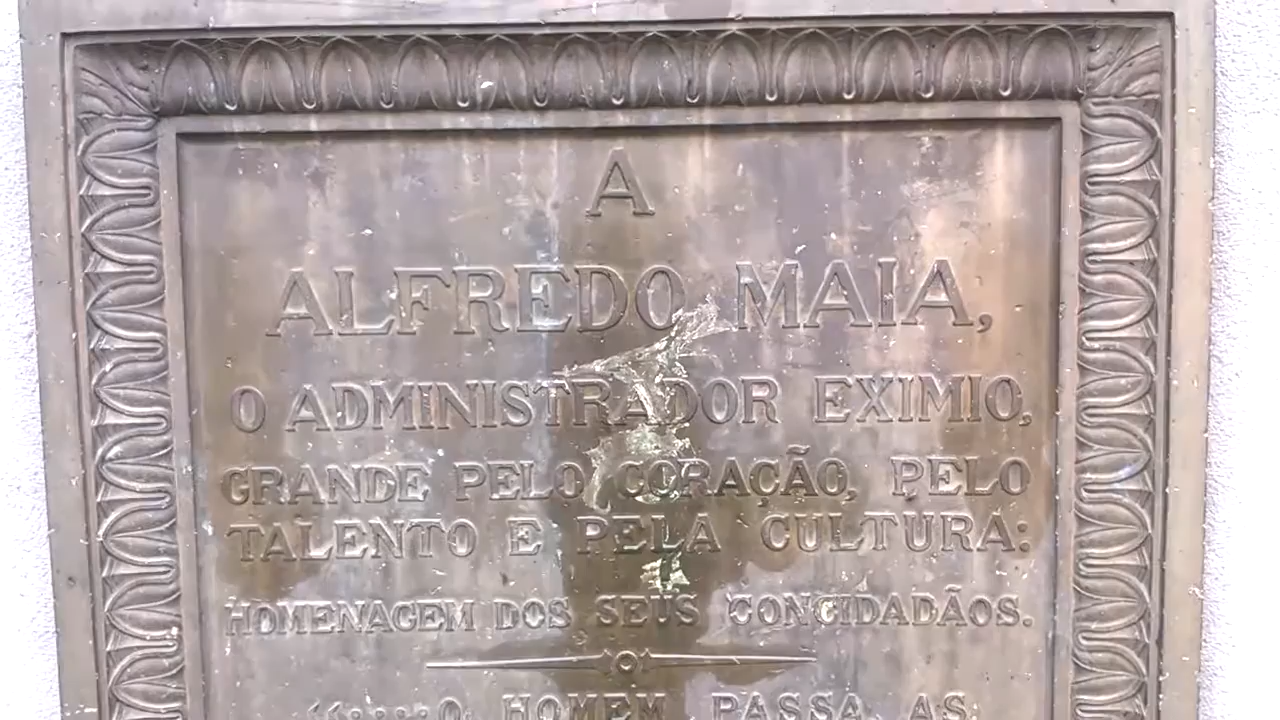 A
ALFREDO MAIA,
O ADMINISTRADOR EXIMIO,
GRANDE PELO CORAÇÃO, PELO
TALENTO E PELA CULTURA:
HOMENAGEM DOS SEUS CONCIDADÃOS.
«.....O HOMEM PASSA AS